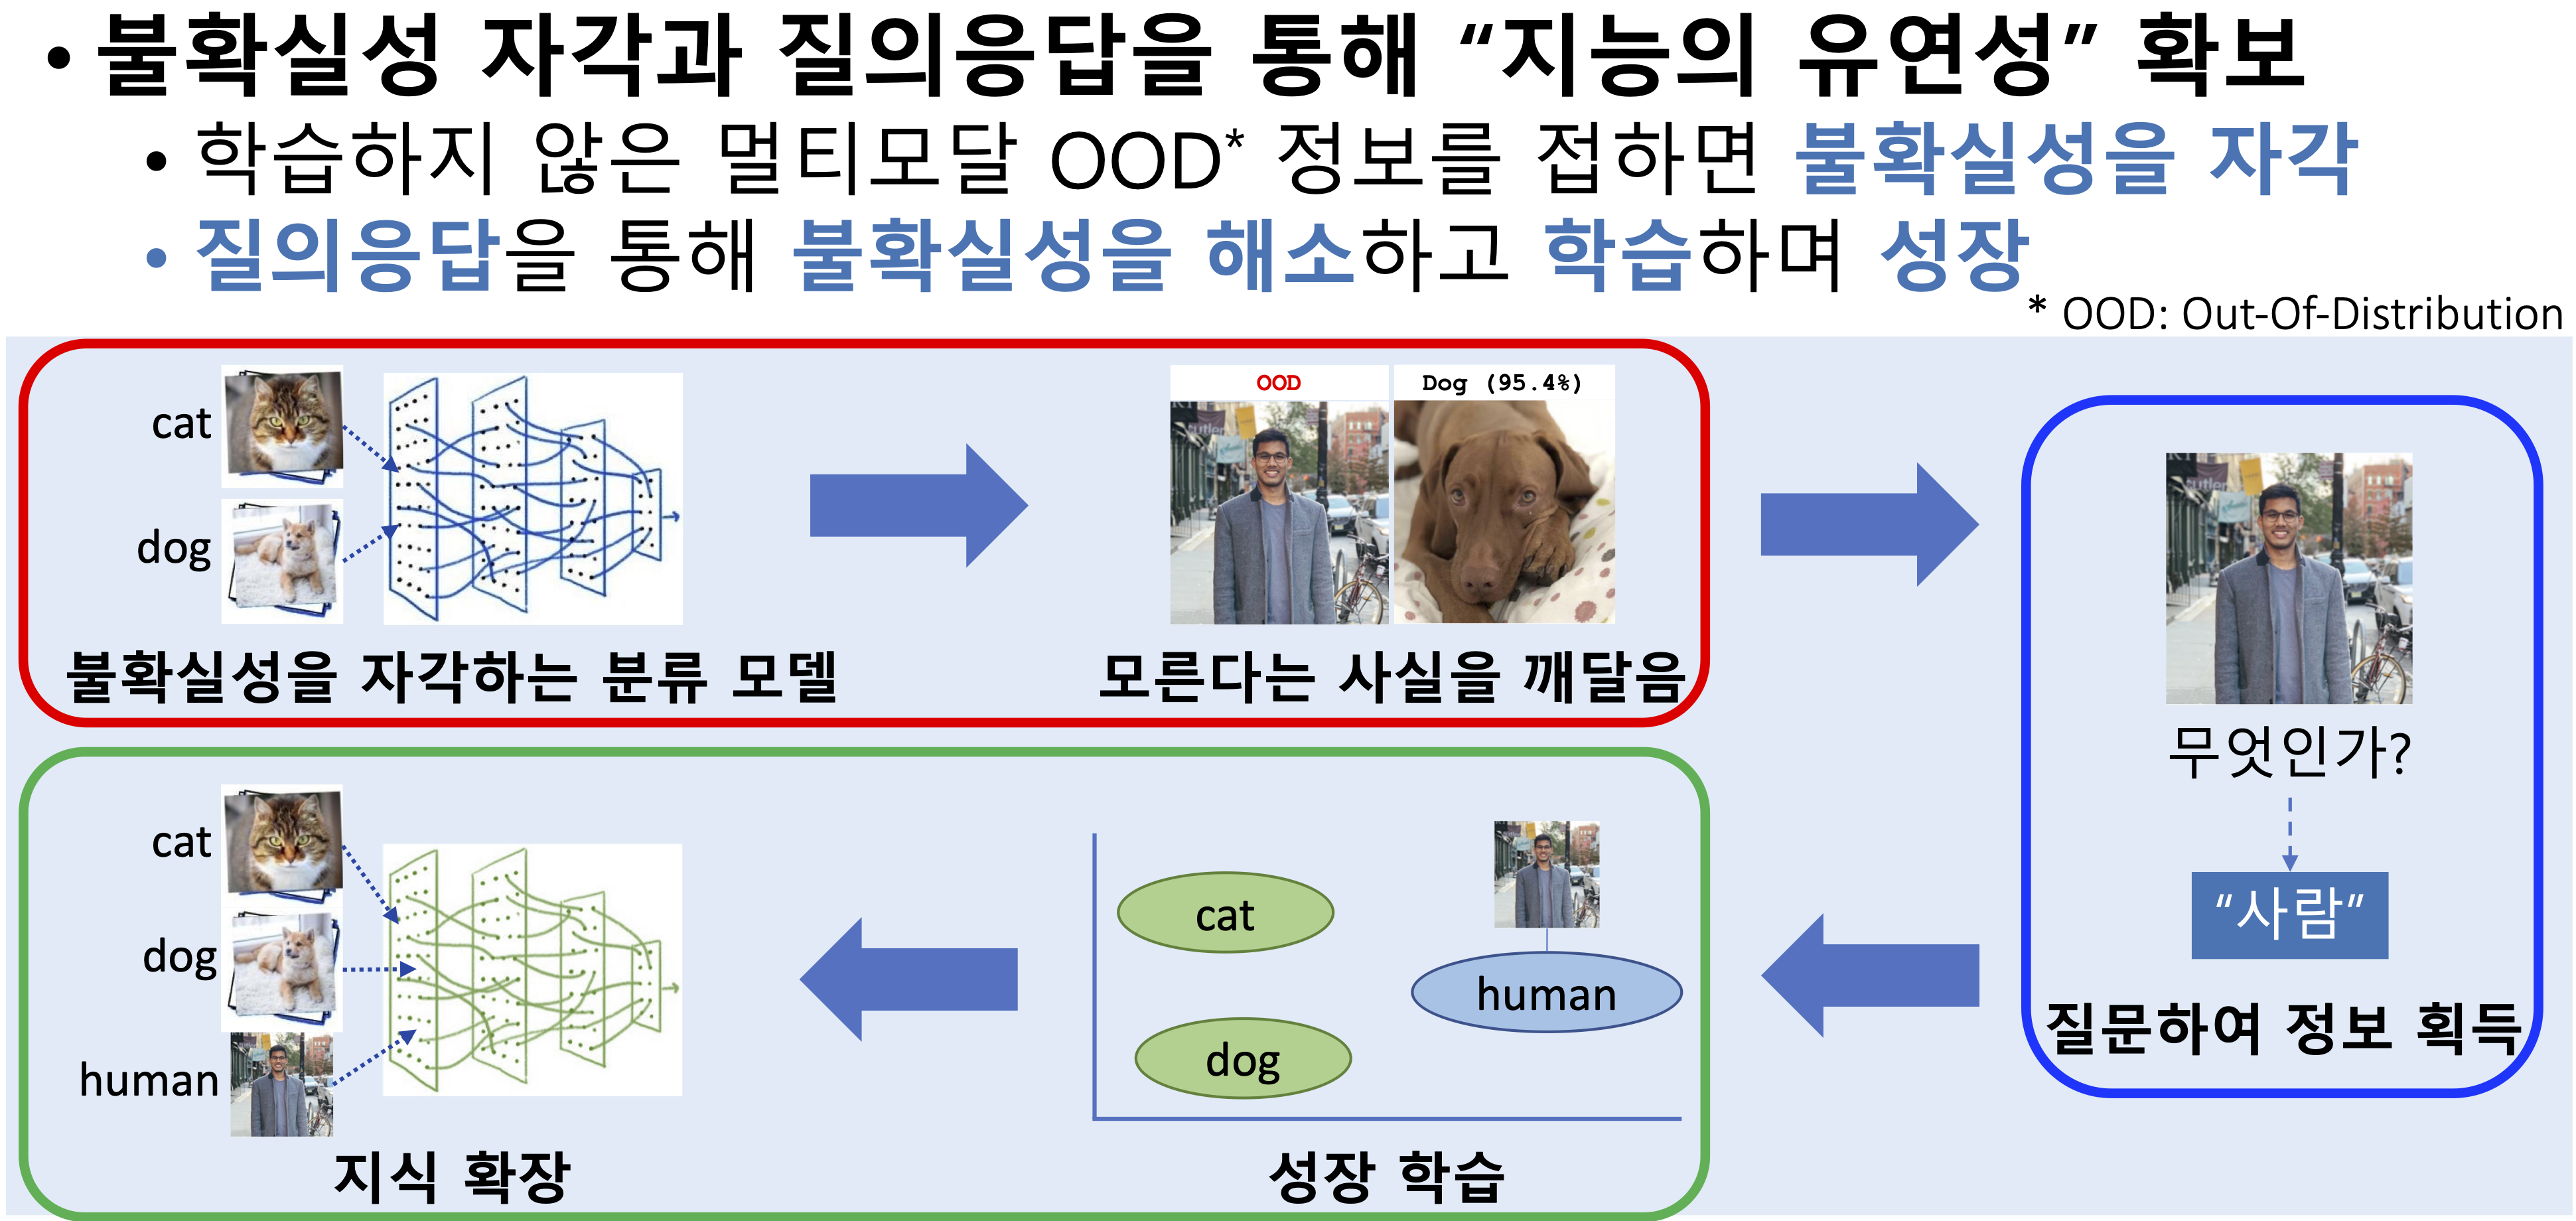 • 불확실성 자각과 질의응답을 통해 “지능의 유연성” 확보
• 학습하지 않은 멀티모달 OOD* 정보를 접하면 불확실성을 자각
• 질의응답을 통해 불확실성을 해소하고 학습하며 성장
* OOD: Out-Of-Distribution
cat
dog
불확실성을 자각하는 분류 모델
OOD
Dog (95.4%)
모른다는 사실을 깨달음
무엇인가?
“사람”
질문하여 정보 획득
cat
dog
human
성장 학습
cat
dog
human
지식 확장